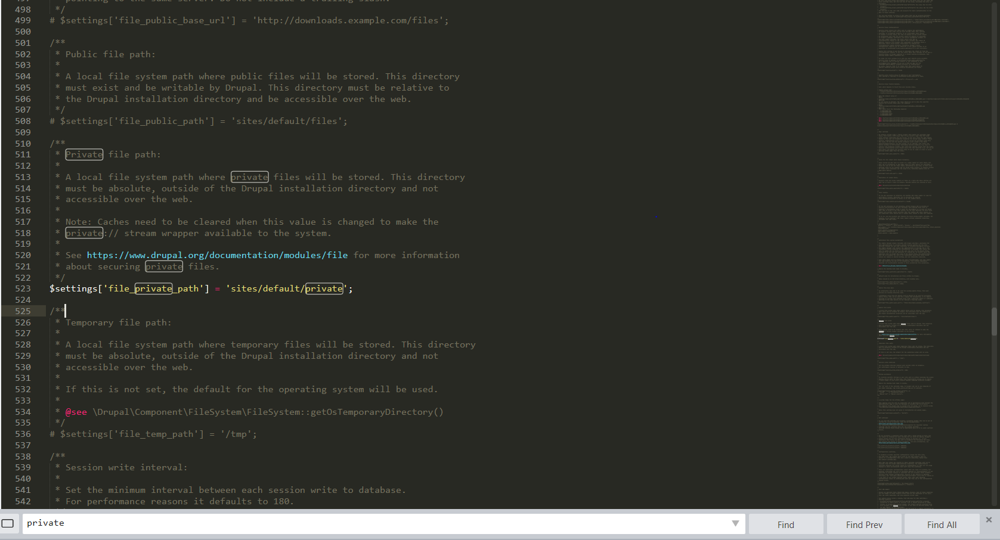 497 * pointing to the same server. Do not include a trailing slash.
498 */
499 # $settings['file_public_base_url'] = 'http://downloads.example.com/files';
500
501 /**
502 * Public file path:
503 *
504 * A local file system path where public files will be stored. This directory
505 * must exist and be writable by Drupal. This directory must be relative to
506 * the Drupal installation directory and be accessible over the web.
507 */
508 # $settings['file_public_path'] = 'sites/default/files';
509
510 /**
511 * Private file path:
512 *
513 * A local file system path where private files will be stored. This directory
514 * must be absolute, outside of the Drupal installation directory and not
515 * accessible over the web.
516 *
517 * Note: Caches need to be cleared when this value is changed to make the
518 * private:// stream wrapper available to the system.
519 *
520 * See https://www.drupal.org/documentation/modules/file for more information
521 * about securing private files.
522 */
523 $settings['file_private_path'] = 'sites/default/private';
524
525 /**
526 * Temporary file path:
527 *
528 * A local file system path where temporary files will be stored. This directory
529 * must be absolute, outside of the Drupal installation directory and not
530 * accessible over the web.
531 *
532 * If this is not set, the default for the operating system will be used.
533 *
534 * @see \Drupal\Component\FileSystem\FileSystem::getOsTemporaryDirectory()
535 */
536 # $settings['file_temp_path'] = '/tmp';
537
538 /**
539 * Session write interval:
540 *
541 * Set the minimum interval between each session write to database.
542 * For performance reasons it defaults to 180.
private
Find
Find Prev
Find All